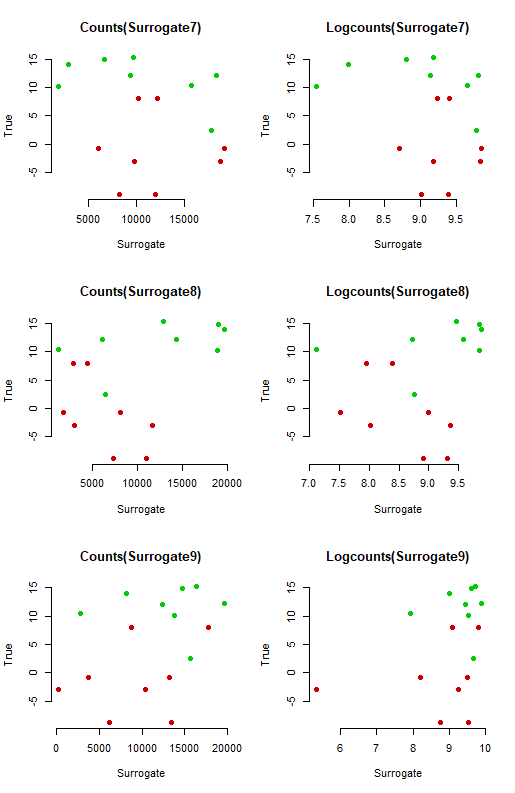 Counts(Surrogate7)
True
15
10
5
0
-5
5000 10000 15000
Surrogate
Logcounts(Surrogate7)
True
15
10
5
0
-5
7.5 8.0 8.5 9.0 9.5
Surrogate
Counts(Surrogate8)
True
15
10
5
0
-5
5000 10000 15000 20000
Surrogate
Logcounts(Surrogate8)
True
15
10
5
0
-5
7.0 7.5 8.0 8.5 9.0 9.5
Surrogate
Counts(Surrogate9)
True
15
10
5
0
-5
0 5000 10000 15000 20000
Surrogate
Logcounts(Surrogate9)
True
15
10
5
0
-5
6 7 8 9 10
Surrogate